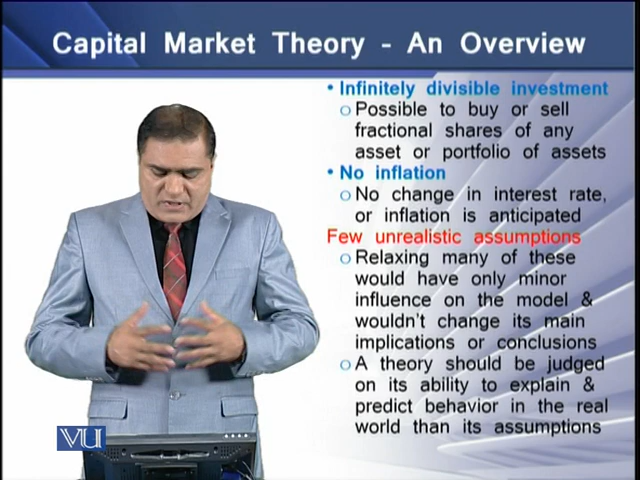 Capital Market Theory - An Overview
• Infinitely divisible investment
o Possible to buy or sell
fractional shares of any
asset or portfolio of assets
• No inflation
o No change in interest rate,
or inflation is anticipated
Few unrealistic assumptions
o Relaxing many of these
would have only minor
influence on the model &
wouldn't change its main
implications or conclusions
o A theory should be judged
on its ability to explain &
predict behavior in the real
world than its assumptions
VU